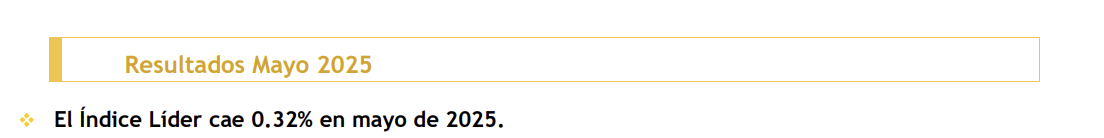 Resultados Mayo 2025
El Índice Líder cae 0.32% en mayo de 2025.